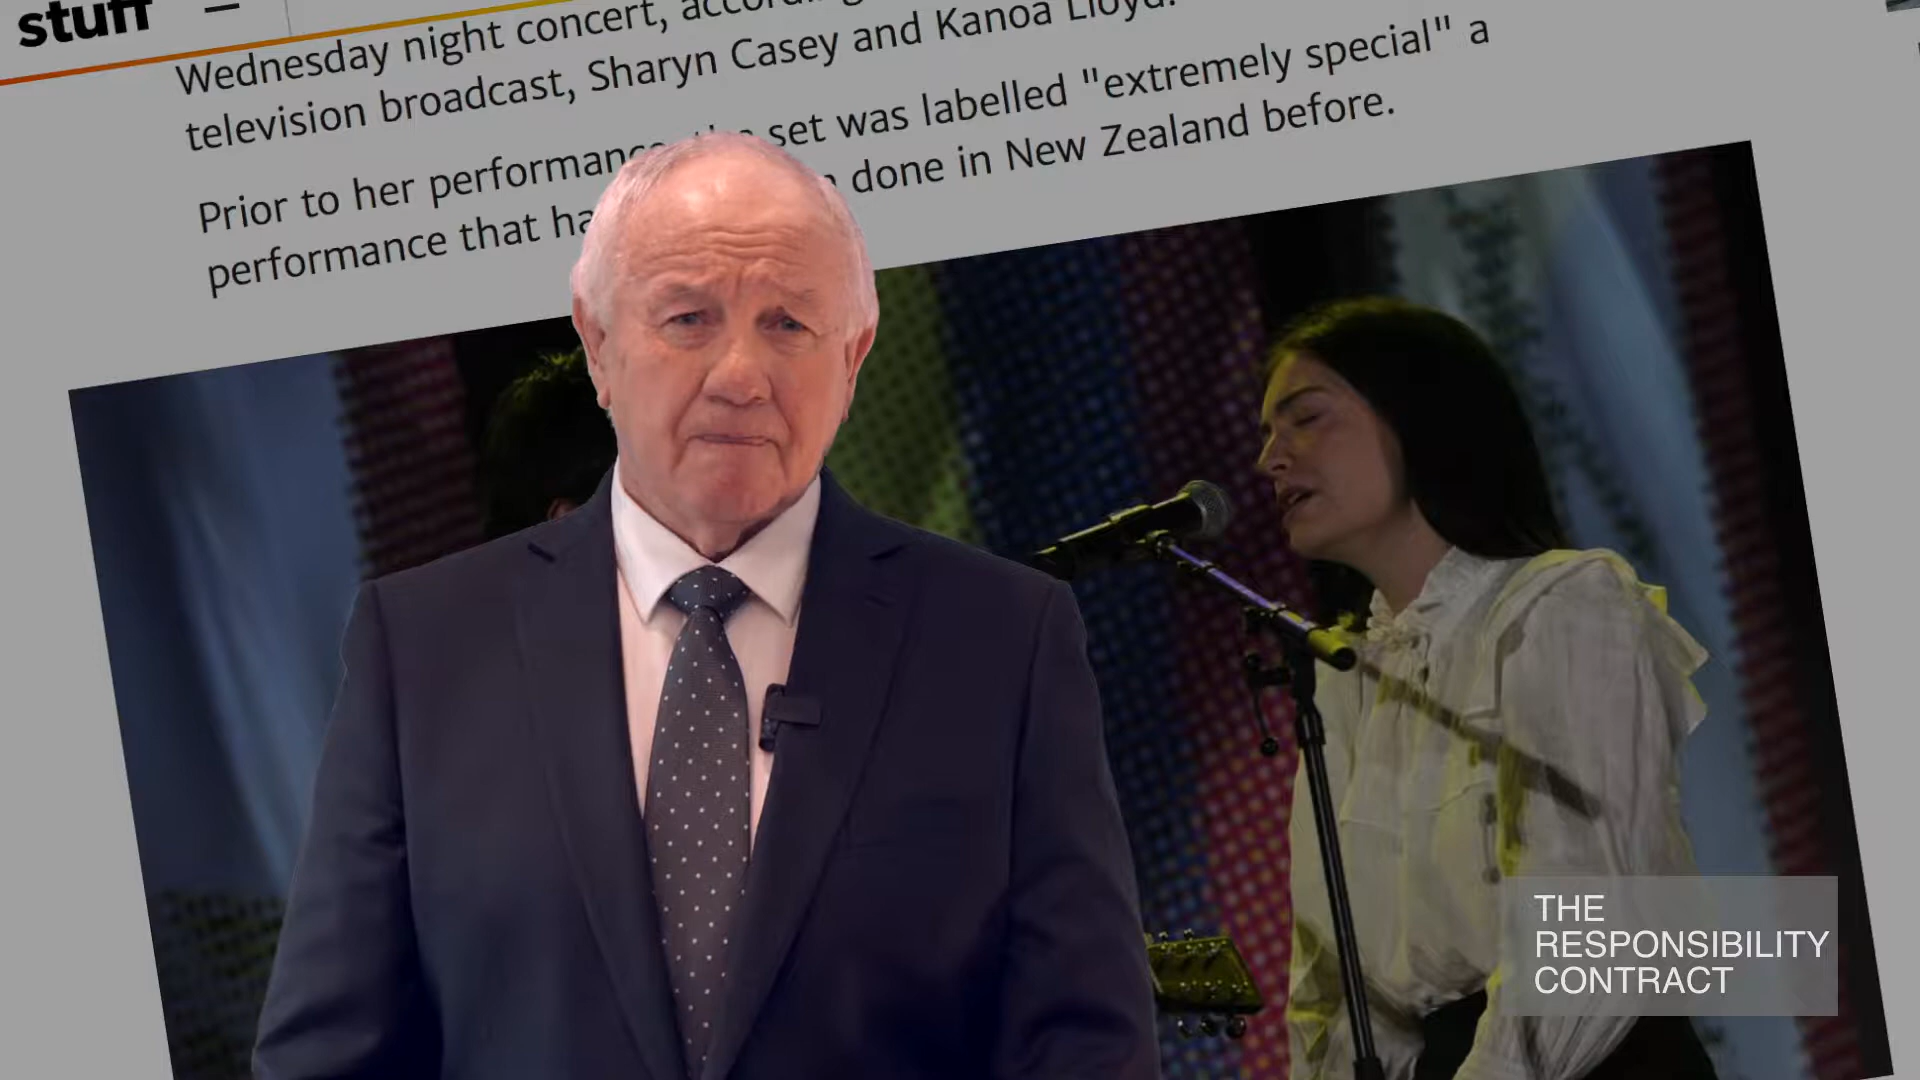 stuff
Wednesday night concert,
television broadcast, Sharyn Casey and Kanoa Lloyd.
Prior to her performance the set was labelled "extremely special" a
performance that ha done in New Zealand before.
THE
RESPONSIBILITY
CONTRACT